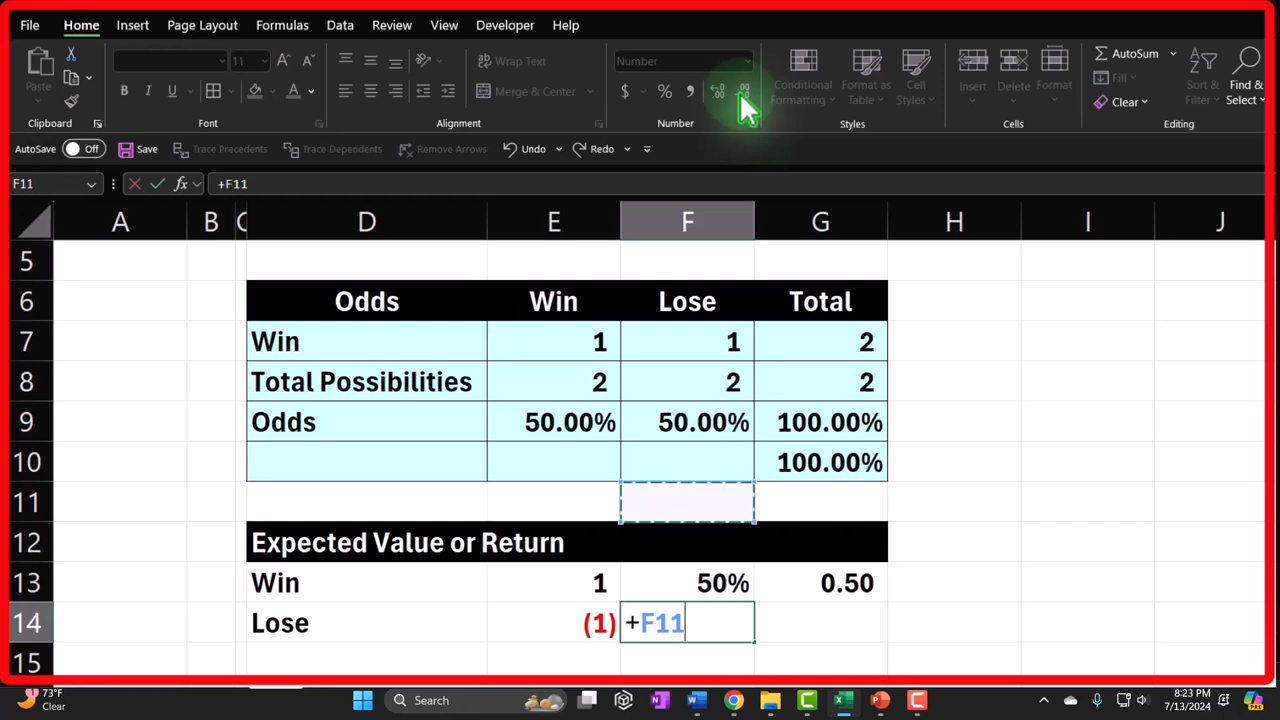 File Home Insert Page Layout Formulas Data Review View Developer Help
Paste
11 A^ A˅
B I U A
ab Wrap Text
Merge & Center
Number
$ % ,
Conditional Formatting
Format as Table
Cell Styles
Insert Delete Format
AutoSum
Fill
Clear
Sort & Filter
Find & Select
Clipboard Font Alignment Number Styles Cells Editing
AutoSave Off Save Trace Precedents Trace Dependents Remove Arrows Undo Redo
F11 fx +F11
A B C D E F G H I J
5
6 Odds Win Lose Total
7 Win 1 1 2
8 Total Possibilities 2 2 2
9 Odds 50.00% 50.00% 100.00%
10 100.00%
11
12 Expected Value or Return
13 Win 1 50% 0.50
14 Lose (1) +F11
15
73°F
Clear
Search
8:23 PM
7/13/2024